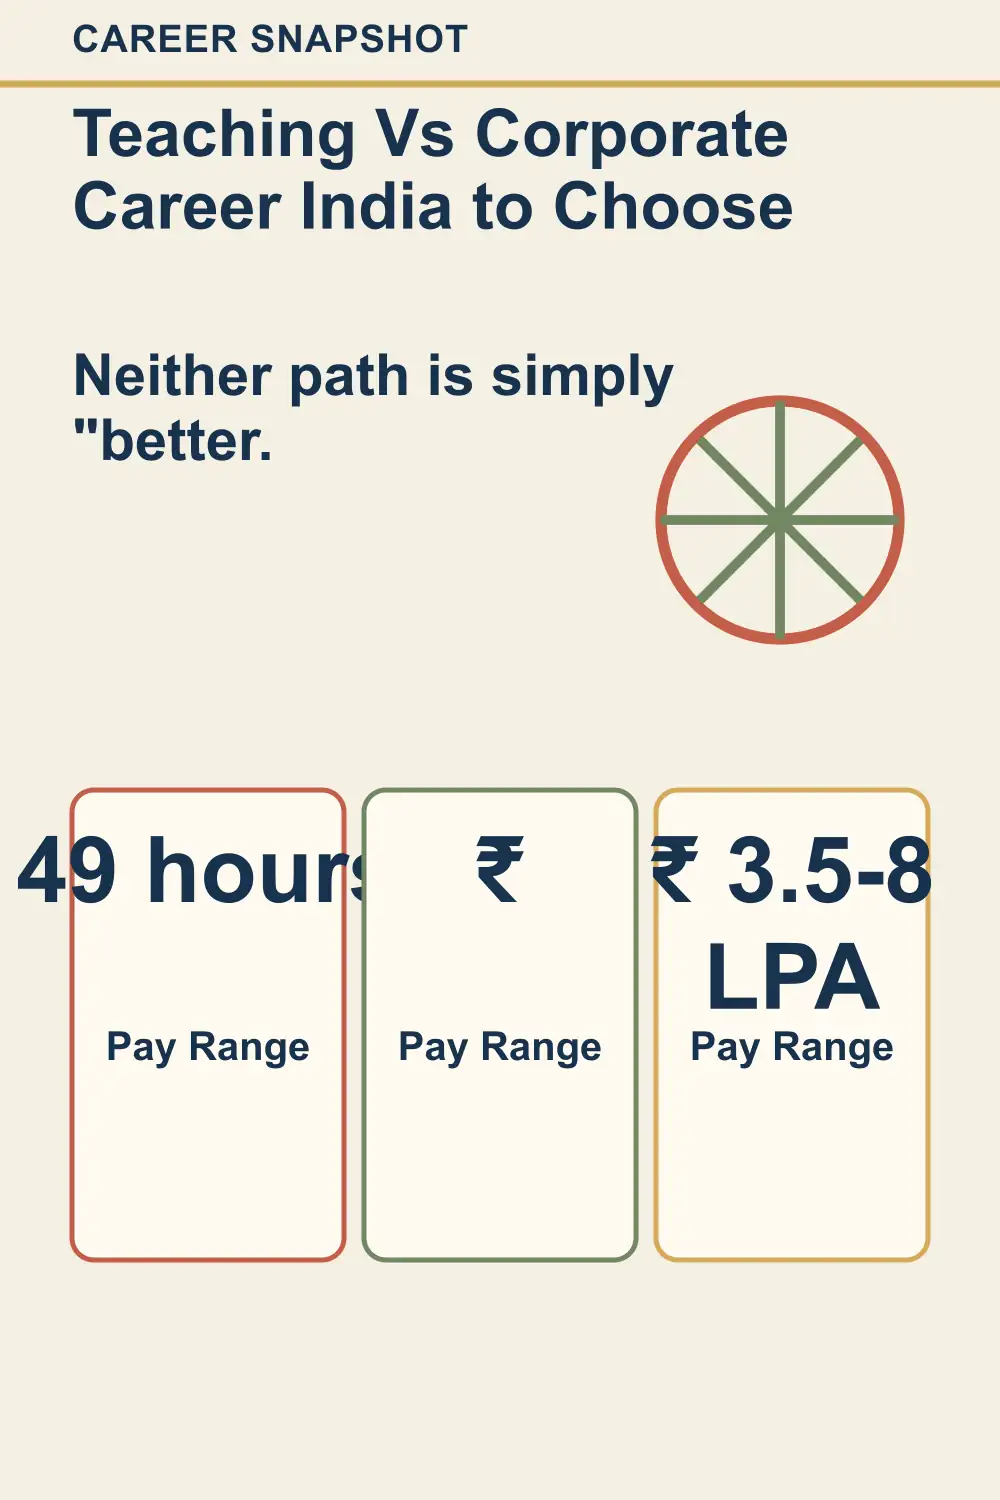 CAREER SNAPSHOT
Teaching Vs Corporate
Career India to Choose
Neither path is simply
"better.
49 hours
Pay Range
₹
Pay Range
₹ 3.5-8
LPA
Pay Range